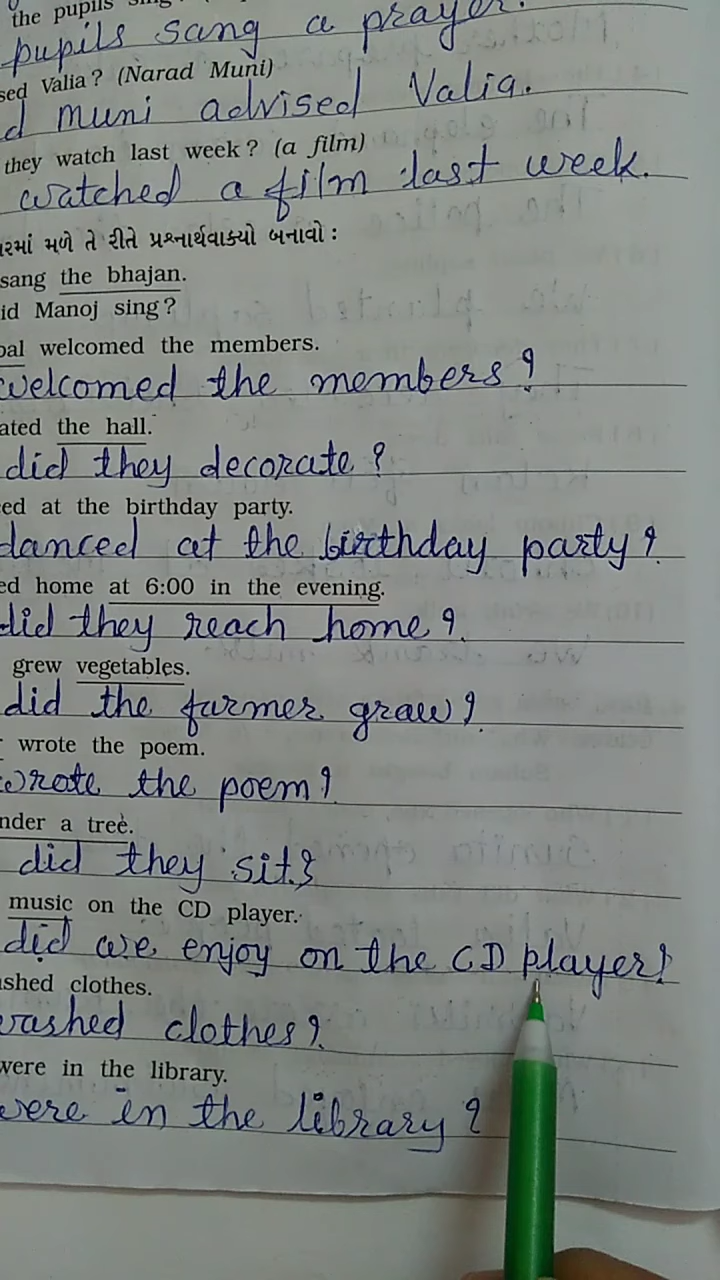 the pupils
pupils sang a prayer.
sed Valia? (Narad Muni)
d muni advised Valia.
they watch last week? (a film)
watched a film last week.
રમાં મળે તે રીતે પ્રશ્નાર્થવાક્યો બનાવો :
sang the bhajan.
id Manoj sing?
pal welcomed the members.
welcomed the members?
ated the hall.
did they decorate?
ed at the birthday party.
danced at the birthday party?
ed home at 6:00 in the evening.
did they reach home?
grew vegetables.
did the farmer grow?
wrote the poem.
wrote the poem?
nder a tree.
did they sit?
music on the CD player.
did we enjoy on the CD player?
ashed clothes.
washed clothes?
were in the library.
were in the library?